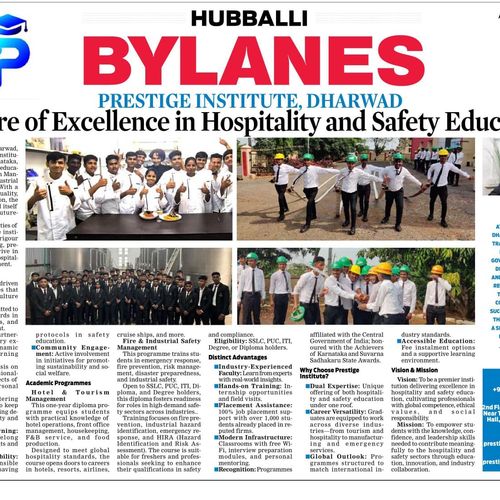 HUBBALLI
BYLANES
PRESTIGE INSTITUTE, DHARWAD
re of Excellence in Hospitality and Safety Educ
protocols in safety
education.
■Community Engage-
ment: Active involvement
in initiatives for promot-
ing sustainability and so-
cial welfare.
Academic Programmes
Hotel & Tourism
Management
This one-year diploma pro-
gramme equips students
with practical knowledge of
hotel operations, front office
management, housekeeping,
F&B service, and food
production.
Designed to meet global
hospitality standards, the
course opens doors to careers
in hotels, resorts, airlines,
cruise ships, and more.
Fire & Industrial Safety
Management
This programme trains stu-
dents in emergency response,
fire prevention, risk manage-
ment, disaster preparedness,
and industrial safety.
Open to SSLC, PUC, ITI, Di-
ploma, and Degree holders,
this diploma fosters readiness
for roles in high-demand saf-
ety sectors across industries..
Training focuses on fire pre-
vention, industrial hazard
identification, emergency re-
sponse, and HIRA (Hazard
Identification and Risk As-
sessment). The course is suit-
able for freshers and profes-
sionals seeking to enhance
their qualifications in safety
and compliance.
Eligibility: SSLC, PUC, ITI,
Degree, or Diploma holders.
Distinct Advantages
■Industry-Experienced
Faculty: Learn from experts
with real-world insights.
■Hands-on Training: In-
ternship opportunities
and field visits.
■Placement Assistance:
100% job placement sup-
port with over 1,000 stu-
dents already placed in re-
puted firms.
■Modern Infrastructure:
Classrooms with free Wi-
Fi, interview preparation
modules, and personal
mentoring.
■Recognition: Programmes
affiliated with the Central
Government of India; hon-
oured with the Achievers
of Karnataka and Suvarna
Sadhakaru State Award.
Why Choose Prestige
Institute?
■Dual Expertise: Unique
offering of both hospitali-
ty and safety education
under one roof.
■Career Versatility: Grad-
uates are equipped to work
across diverse indus-
tries—from tourism and
hospitality to manufactur-
ing and emergency
services.
■Global Outlook: Pro-
grammes structured to
match international in-
dustry standards.
■Accessible Education:
Free instalment options
and a supportive learning
environment.
Vision & Mission
Vision: To be a premier insti-
tution delivering excellence in
hospitality and safety educa-
tion, cultivating professionals
with global competence, ethical
values, and social
responsibility.
Mission: To empower stu-
dents with the knowledge, con-
fidence, and leadership skills
needed to contribute meaning-
fully to the hospitality and
safety sectors through educa-
tion, innovation, and industry
collaboration.